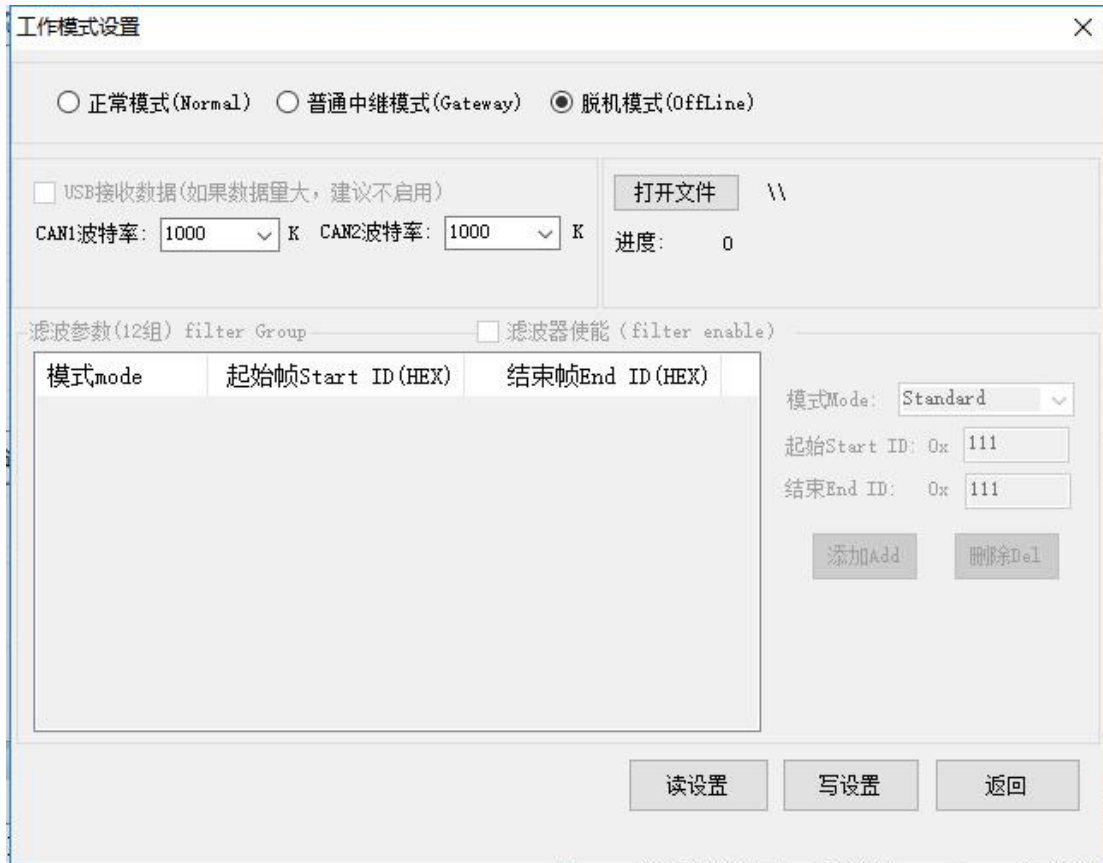 工作模式设置
正常模式(Normal) 普通中继模式(Gateway) 脱机模式(OffLine)
USB接收数据(如果数据量大，建议不启用)
CAN1波特率: 1000 K CAN2波特率: 1000 K
打开文件 \\
进度: 0
滤波参数(12组) filter Group 滤波器使能(filter enable)
模式mode 起始帧Start ID(HEX) 结束帧End ID(HEX)
模式Mode: Standard
起始Start ID: 0x 111
结束End ID: 0x 111
添加Add 删除Del
读设置 写设置 返回